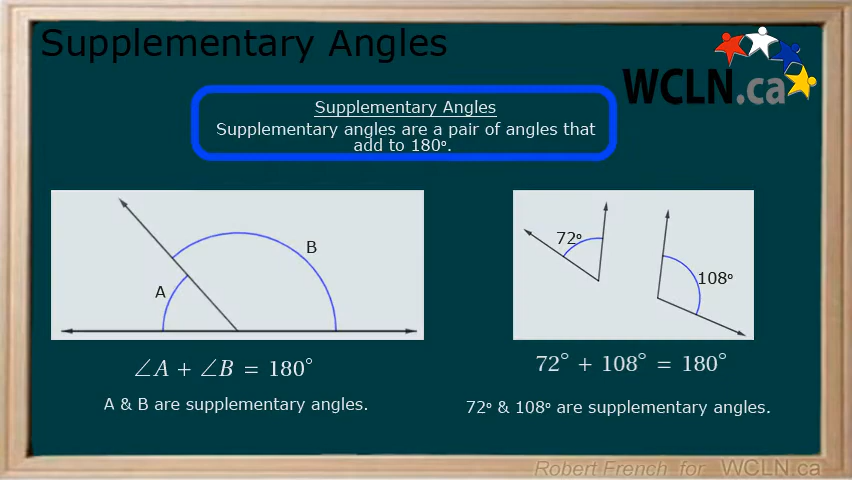 Supplementary Angles
WCLN.ca
Supplementary Angles
Supplementary angles are a pair of angles that
add to 180°.
A
B
72°
108°
∠A + ∠B = 180°
72° + 108° = 180°
A & B are supplementary angles.
72° & 108° are supplementary angles.
Robert French for WCLN.ca